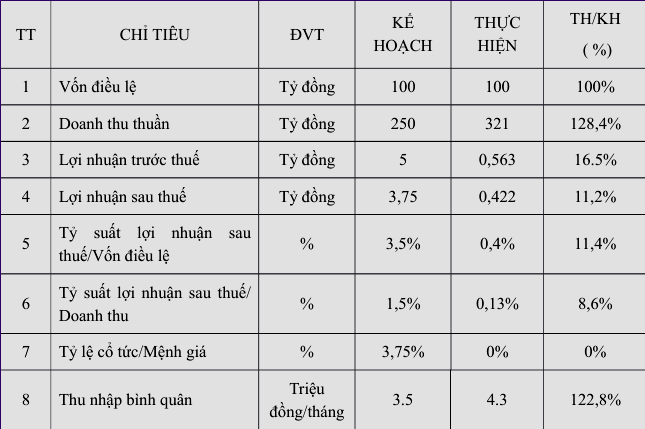 TT CHỈ TIÊU ĐVT KẾ HOẠCH THỰC HIỆN TH/KH ( %)
1 Vốn điều lệ Tỷ đồng 100 100 100%
2 Doanh thu thuần Tỷ đồng 250 321 128,4%
3 Lợi nhuận trước thuế Tỷ đồng 5 0,563 16.5%
4 Lợi nhuận sau thuế Tỷ đồng 3,75 0,422 11,2%
5 Tỷ suất lợi nhuận sau thuế/Vốn điều lệ % 3,5% 0,4% 11,4%
6 Tỷ suất lợi nhuận sau thuế/ Doanh thu % 1,5% 0,13% 8,6%
7 Tỷ lệ cổ tức/Mệnh giá % 3,75% 0% 0%
8 Thu nhập bình quân Triệu đồng/tháng 3.5 4.3 122,8%